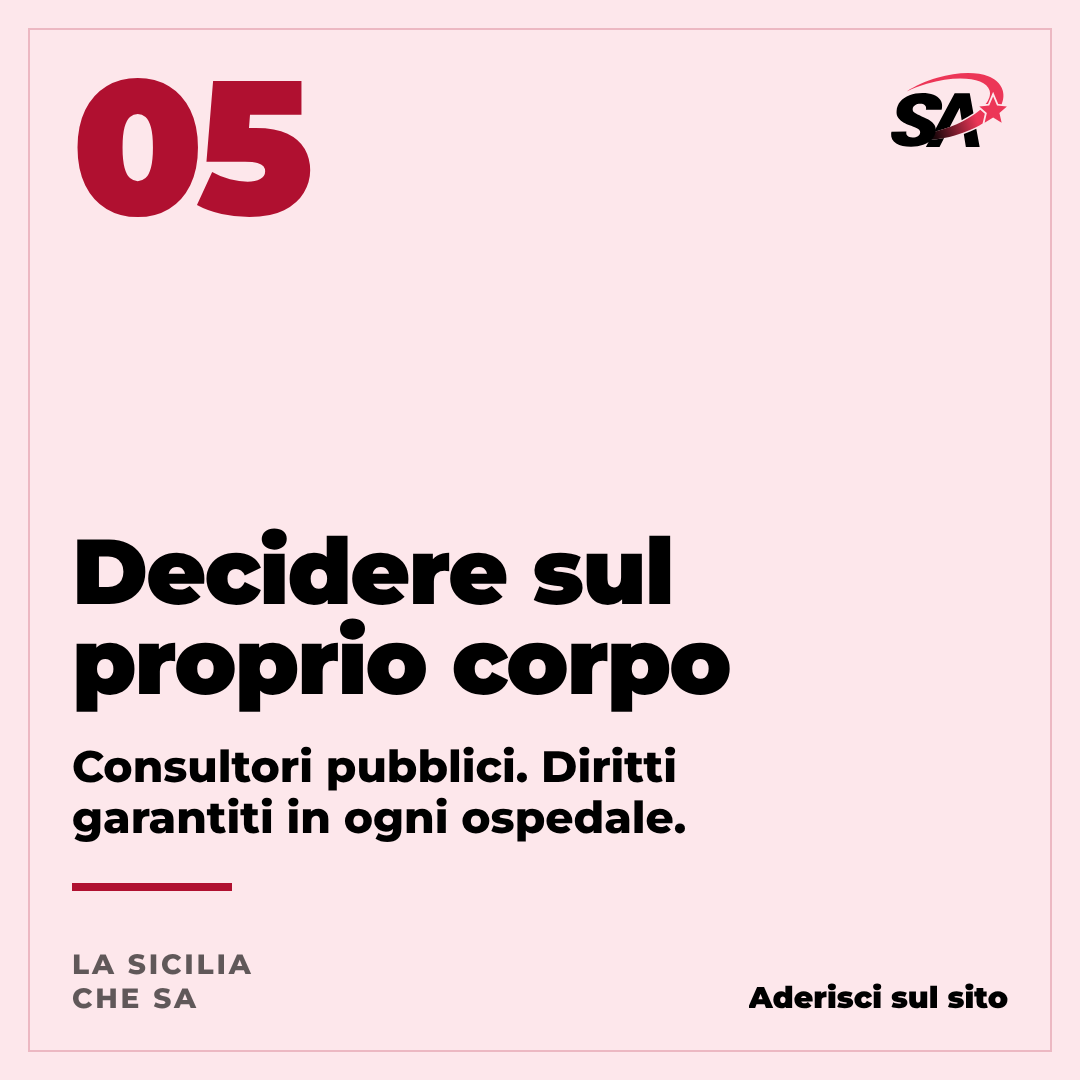 05
SA
Decidere sul
proprio corpo
Consultori pubblici. Diritti
garantiti in ogni ospedale.
LA SICILIA
CHE SA
Aderisci sul sito